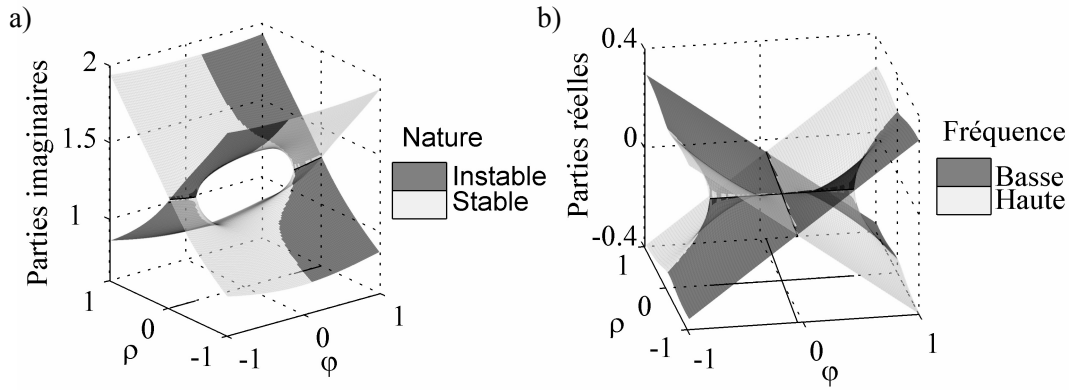 a)
Parties imaginaires
2
1.5
1
1
0
-1
ρ
-1
0
1
φ
Nature
Instable
Stable
b)
Parties réelles
0.4
0
-0.4
1
0
-1
ρ
-1
0
1
φ
Fréquence
Basse
Haute